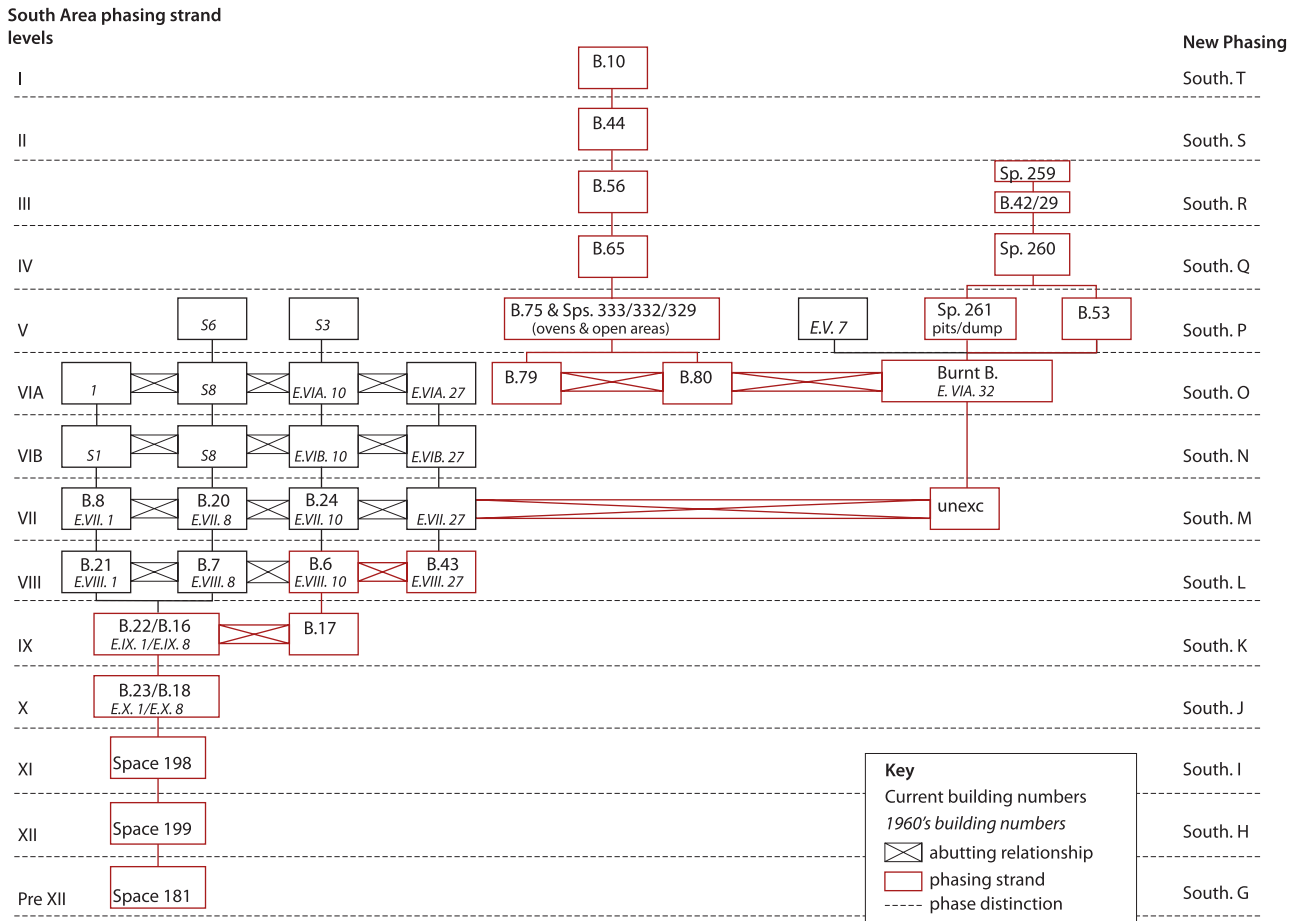 South Area phasing strand
levels
New Phasing
I
B.10
South. T
II
B.44
South. S
III
B.56
Sp. 259
B.42/29
South. R
IV
B.65
Sp. 260
South. Q
V
S6
S3
B.75 & Sps. 333/332/329
(ovens & open areas)
E.V. 7
Sp. 261
pits/dump
B.53
South. P
VIA
1
S8
E.VIA. 10
E.VIA. 27
B.79
B.80
Burnt B.
E. VIA. 32
South. O
VIB
S1
S8
E.VIB. 10
E.VIB. 27
South. N
VII
B.8
E.VII. 1
B.20
E.VII. 8
B.24
E.VII. 10
E.VII. 27
unexc
South. M
VIII
B.21
E.VIII. 1
B.7
E.VIII. 8
B.6
E.VIII. 10
B.43
E.VIII. 27
South. L
IX
B.22/B.16
E.IX. 1/E.IX. 8
B.17
South. K
X
B.23/B.18
E.X. 1/E.X. 8
South. J
XI
Space 198
South. I
XII
Space 199
South. H
Pre XII
Space 181
South. G
Key
Current building numbers
1960's building numbers
abutting relationship
phasing strand
phase distinction